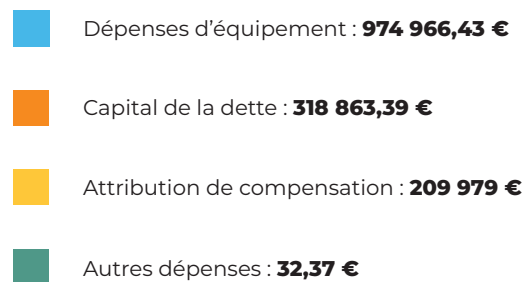 Dépenses d’équipement : 974 966,43 €
Capital de la dette : 318 863,39 €
Attribution de compensation : 209 979 €
Autres dépenses : 32,37 €